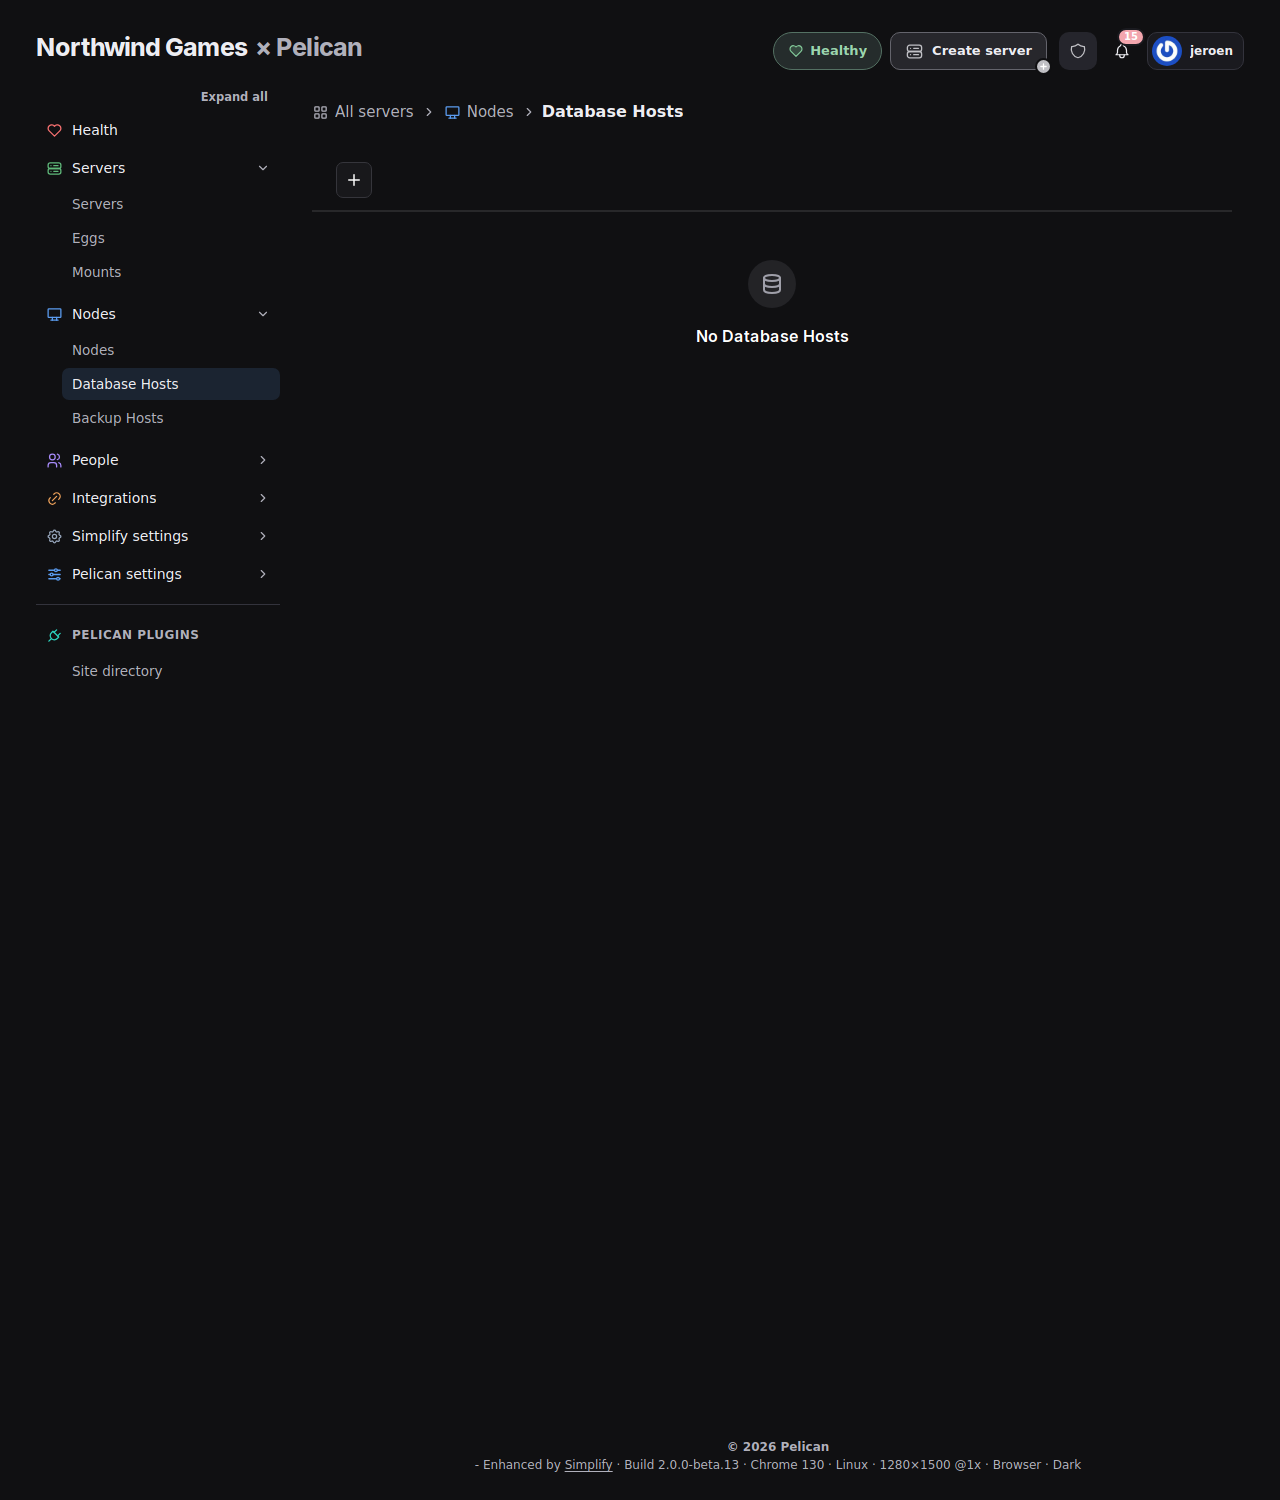 Northwind Games × Pelican
Healthy
Create server
15
jeroen
Expand all
All servers
Nodes
Database Hosts
Health
Servers
Servers
Eggs
Mounts
Nodes
Nodes
Database Hosts
Backup Hosts
People
Integrations
Simplify settings
Pelican settings
PELICAN PLUGINS
Site directory
No Database Hosts
© 2026 Pelican
- Enhanced by Simplify · Build 2.0.0-beta.13 · Chrome 130 · Linux · 1280×1500 @1x · Browser · Dark